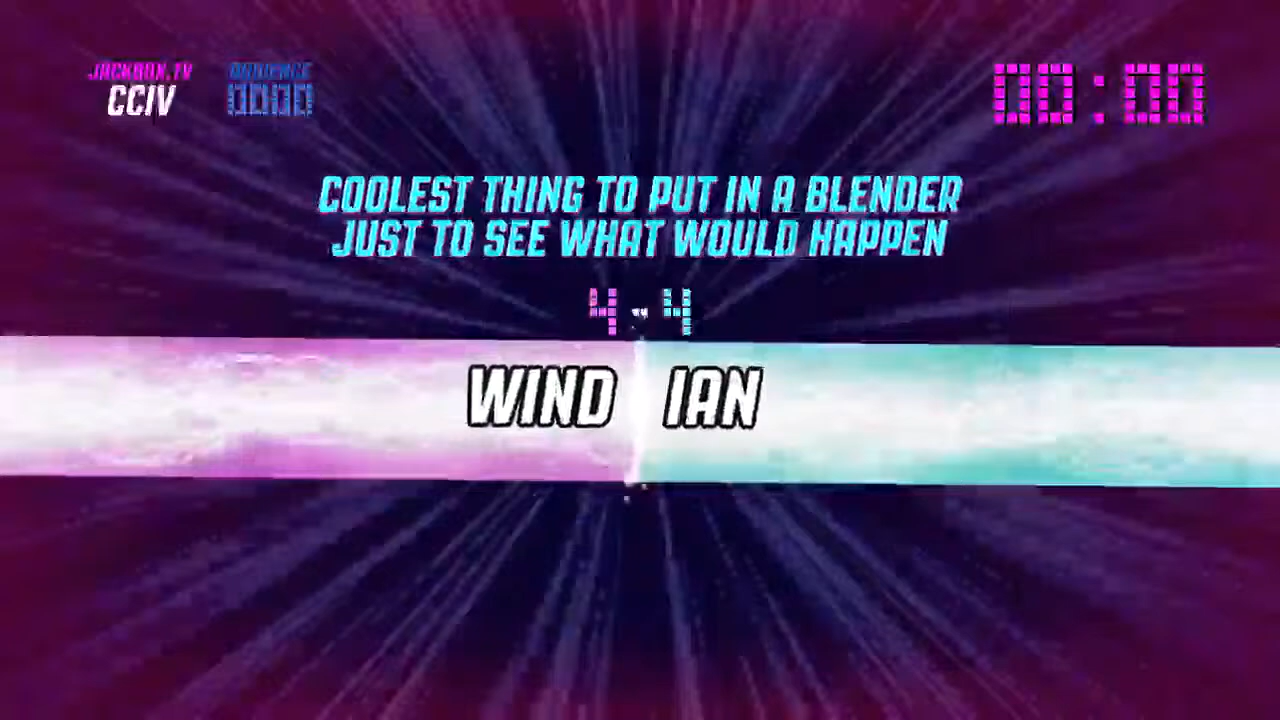 JACKBOX.TV AUDIENCE
CCIV 0000
00:00
COOLEST THING TO PUT IN A BLENDER
JUST TO SEE WHAT WOULD HAPPEN
4-4
WIND IAN